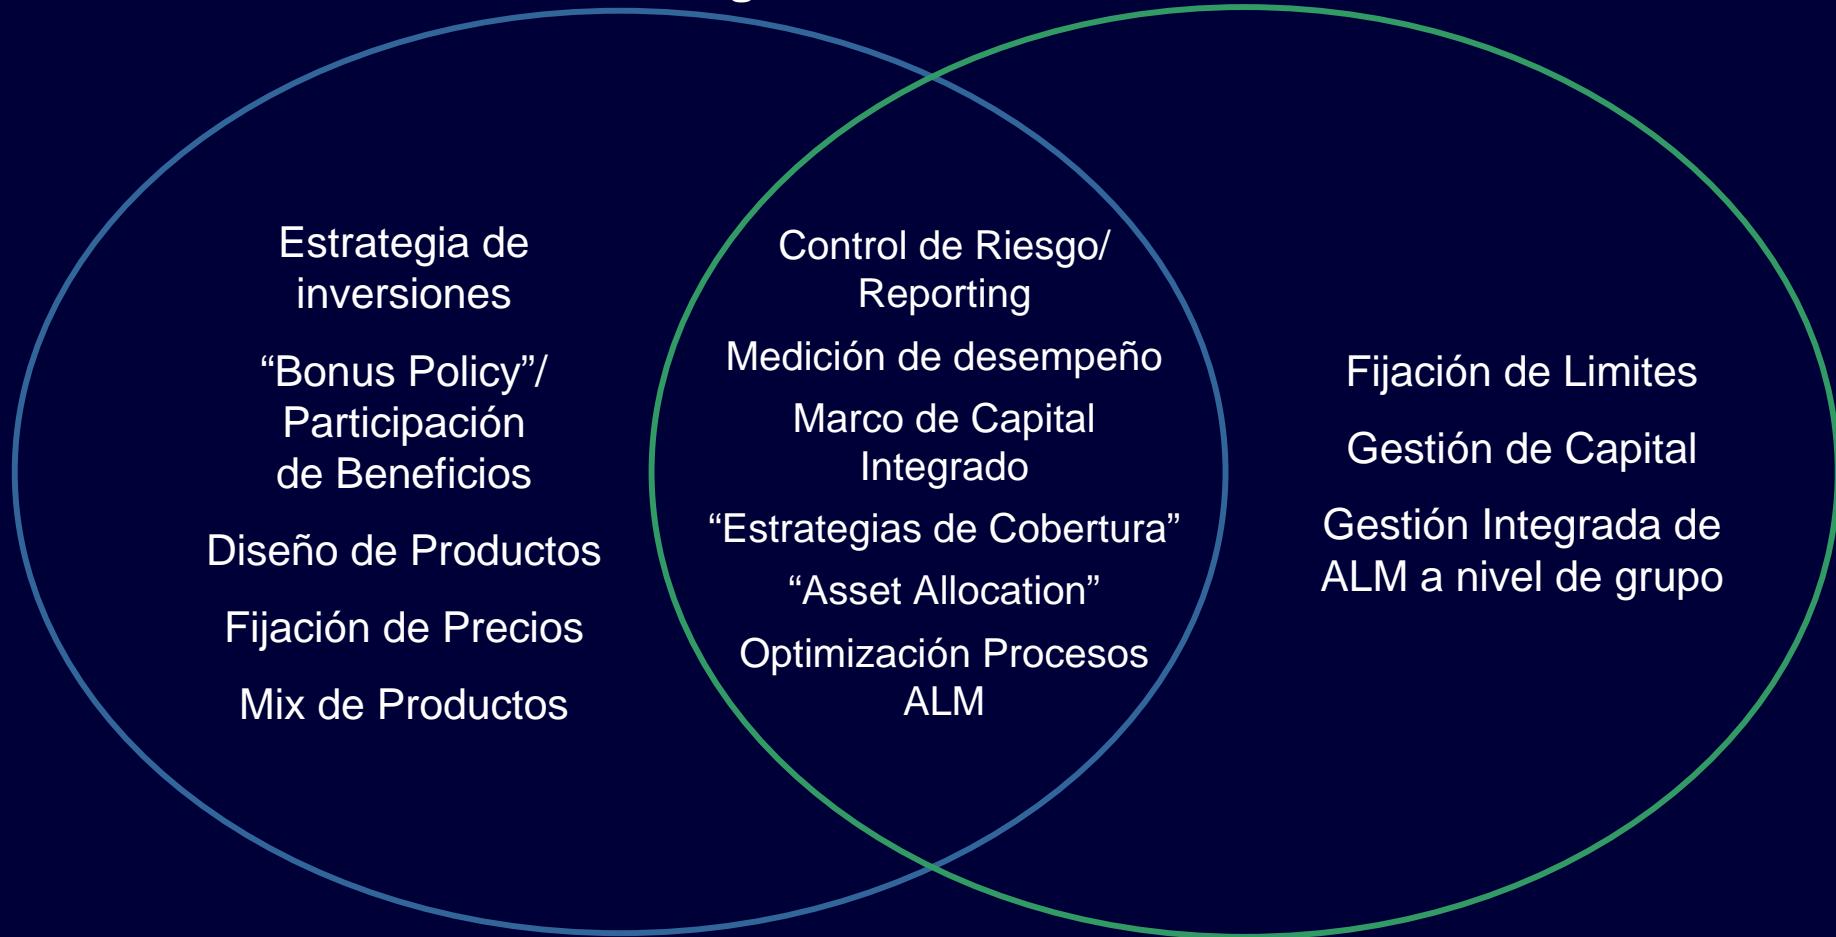 Estrategia de
inversiones
“Bonus Policy”/
Participación
de Beneficios
Diseño de Productos
Fijación de Precios
Mix de Productos
Control de Riesgo/
Reporting
Medición de desempeño
Marco de Capital
Integrado
“Estrategias de Cobertura”
“Asset Allocation”
Optimización Procesos
ALM
Fijación de Limites
Gestión de Capital
Gestión Integrada de
ALM a nivel de grupo